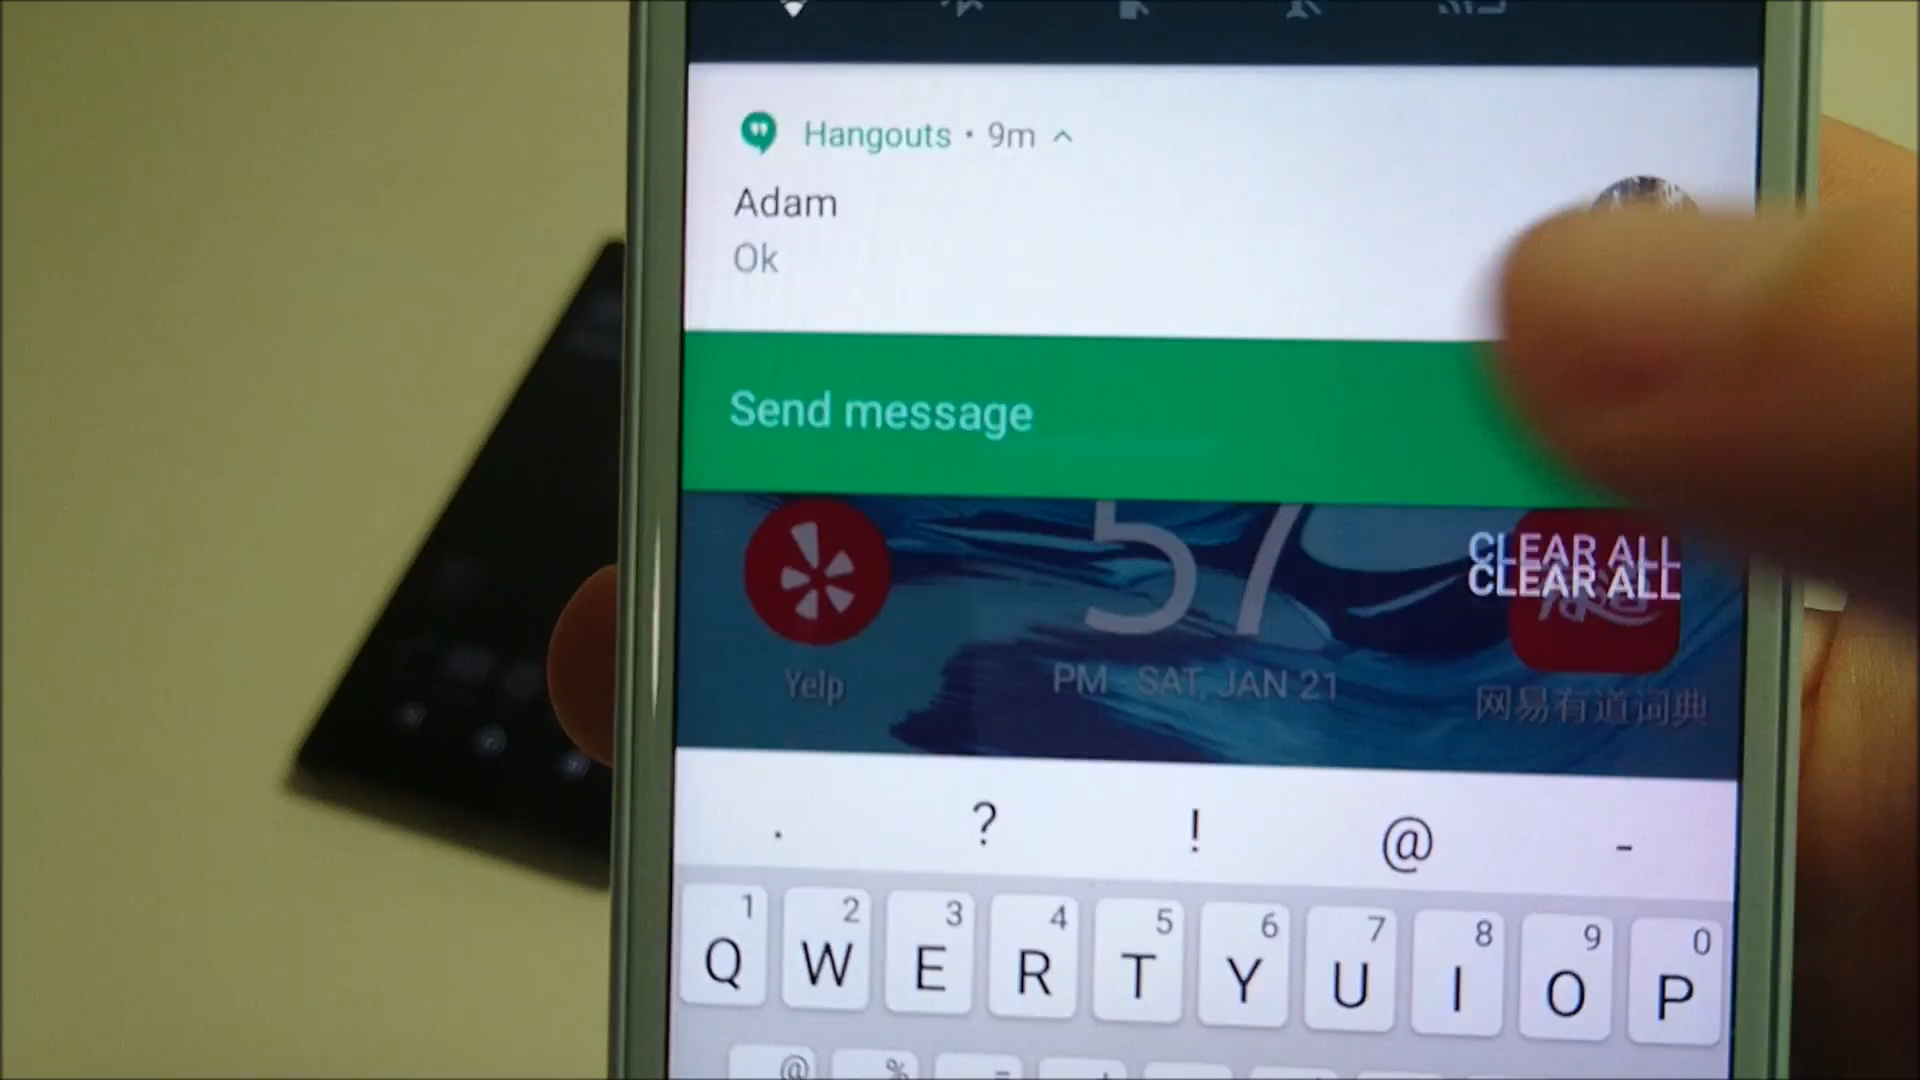 Hangouts • 9m
Adam
Ok
Send message
57
CLEAR ALL
CLEAR ALL
Yelp
PM SAT, JAN 21
网易有道词典
. ? ! @ -
1 2 3 4 5 6 7 8 9 0
Q W E R T Y U I O P
@ %